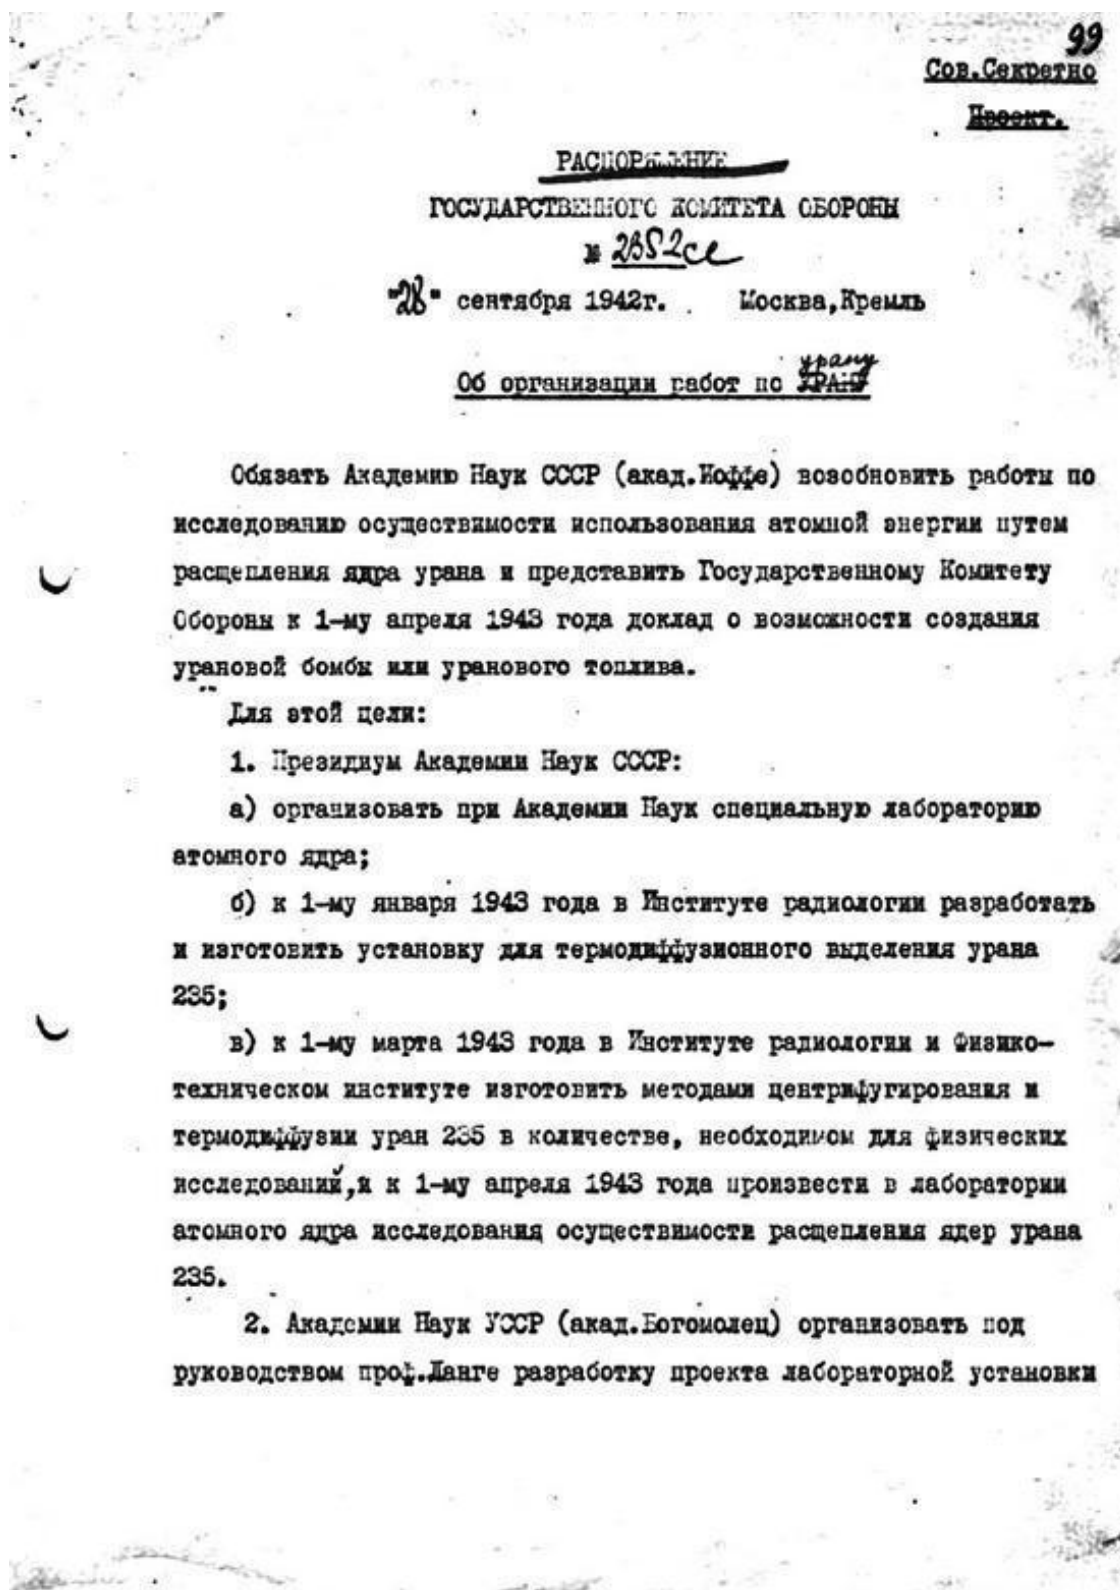 99
Сов.Секретно
Проект.
РАСПОРЯЖЕНИЕ
ГОСУДАРСТВЕННОГО КОМИТЕТА ОБОРОНЫ
№ 2352сс
"28" сентября 1942г. Москва,Кремль
урану
Об организации работ по УРАНУ
Обязать Академию Наук СССР (акад.Иоффе) возобновить работы по
исследованию осуществимости использования атомной энергии путем
расщепления ядра урана и представить Государственному Комитету
Обороны к 1-му апреля 1943 года доклад о возможности создания
урановой бомбы или уранового топлива.
Для этой цели:
1. Президиум Академии Наук СССР:
а) организовать при Академии Наук специальную лабораторию
атомного ядра;
б) к 1-му января 1943 года в Институте радиологии разработать
и изготовить установку для термодиффузионного выделения урана
235;
в) к 1-му марта 1943 года в Институте радиологии и Физико-
техническом институте изготовить методами центрифугирования и
термодиффузии уран 235 в количестве, необходимом для физических
исследований,и к 1-му апреля 1943 года произвести в лаборатории
атомного ядра исследования осуществимости расщепления ядер урана
235.
2. Академии Наук УССР (акад.Богомолец) организовать под
руководством проф.Ланге разработку проекта лабораторной установки